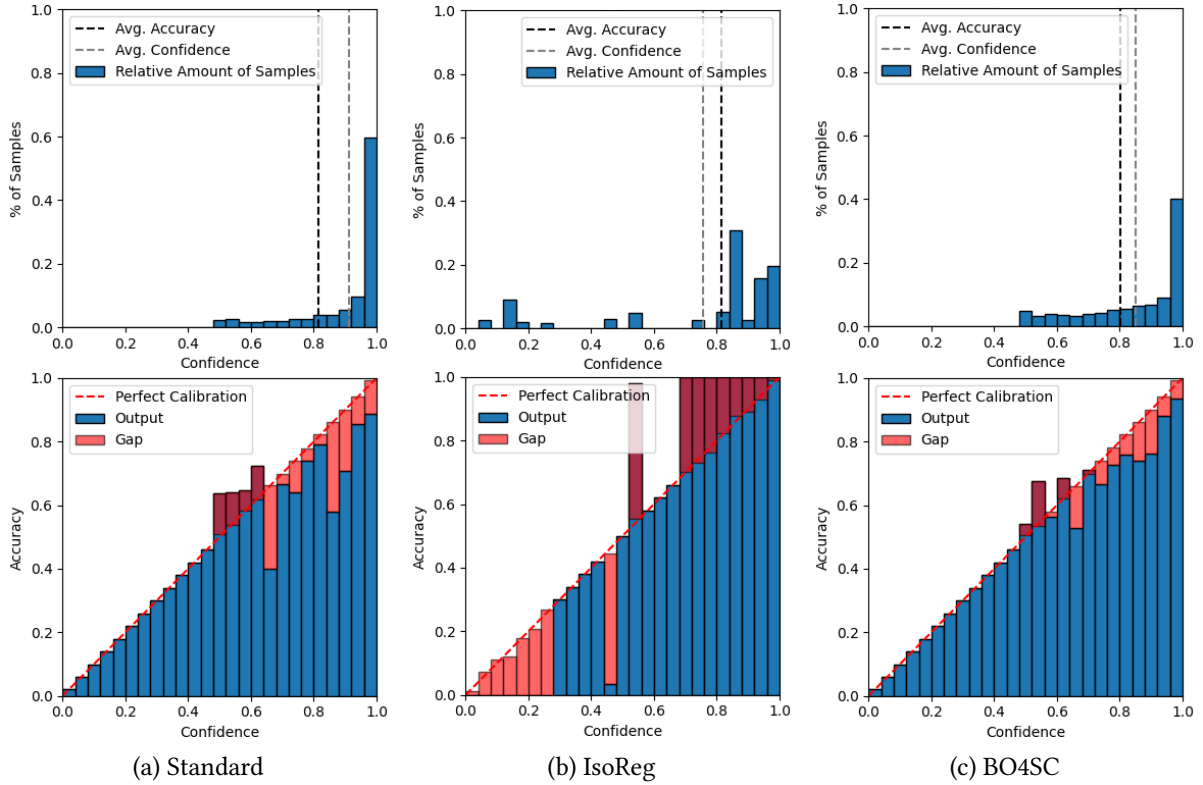 Avg. Accuracy
Avg. Confidence
Relative Amount of Samples
% of Samples
1.0
0.8
0.6
0.4
0.2
0.0
0.0 0.2 0.4 0.6 0.8 1.0
Confidence
Avg. Accuracy
Avg. Confidence
Relative Amount of Samples
% of Samples
1.0
0.8
0.6
0.4
0.2
0.0
0.0 0.2 0.4 0.6 0.8 1.0
Confidence
Avg. Accuracy
Avg. Confidence
Relative Amount of Samples
% of Samples
1.0
0.8
0.6
0.4
0.2
0.0
0.0 0.2 0.4 0.6 0.8 1.0
Confidence
Perfect Calibration
Output
Gap
Accuracy
1.0
0.8
0.6
0.4
0.2
0.0
0.0 0.2 0.4 0.6 0.8 1.0
Confidence
(a) Standard
Perfect Calibration
Output
Gap
Accuracy
1.0
0.8
0.6
0.4
0.2
0.0
0.0 0.2 0.4 0.6 0.8 1.0
Confidence
(b) IsoReg
Perfect Calibration
Output
Gap
Accuracy
1.0
0.8
0.6
0.4
0.2
0.0
0.0 0.2 0.4 0.6 0.8 1.0
Confidence
(c) BO4SC